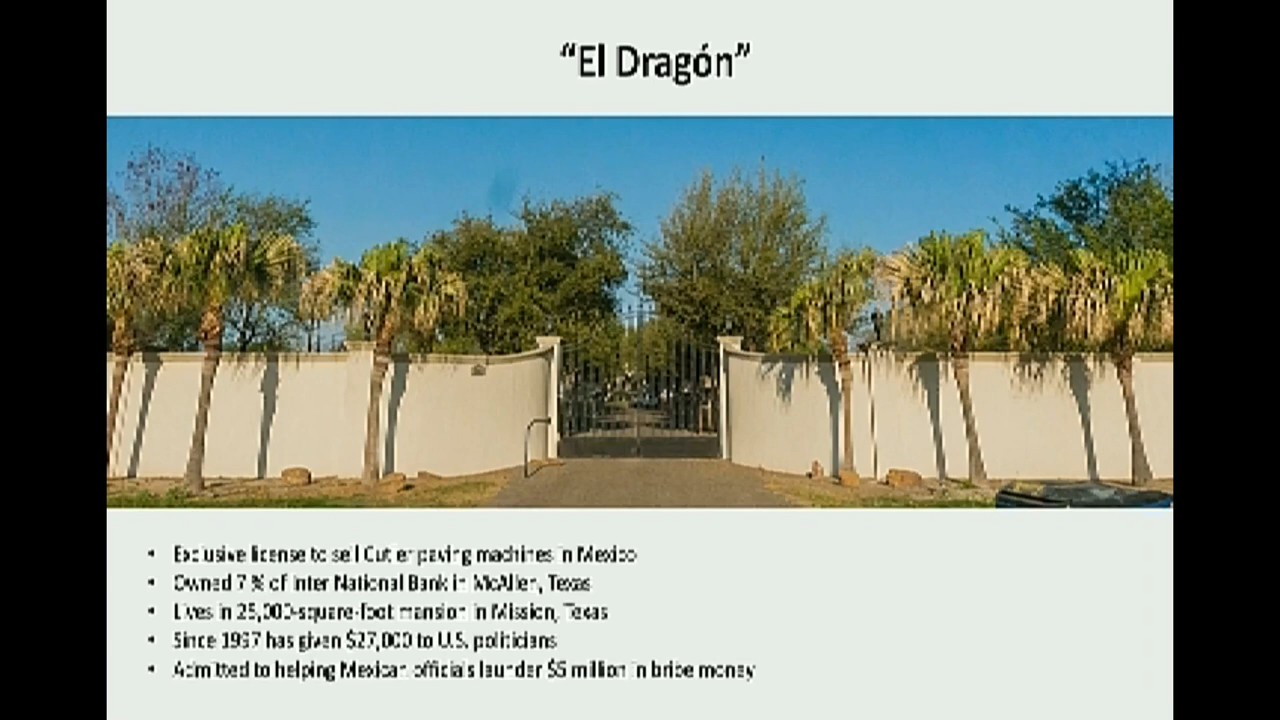 “El Dragón”
• Exclusive license to sell Cutler paving machines in Mexico
• Owned 7 % of Inter National Bank in McAllen, Texas
• Lives in 25,000-square-foot mansion in Mission, Texas
• Since 1997 has given $27,000 to U.S. politicians
• Admitted to helping Mexican officials launder $5 million in bribe money